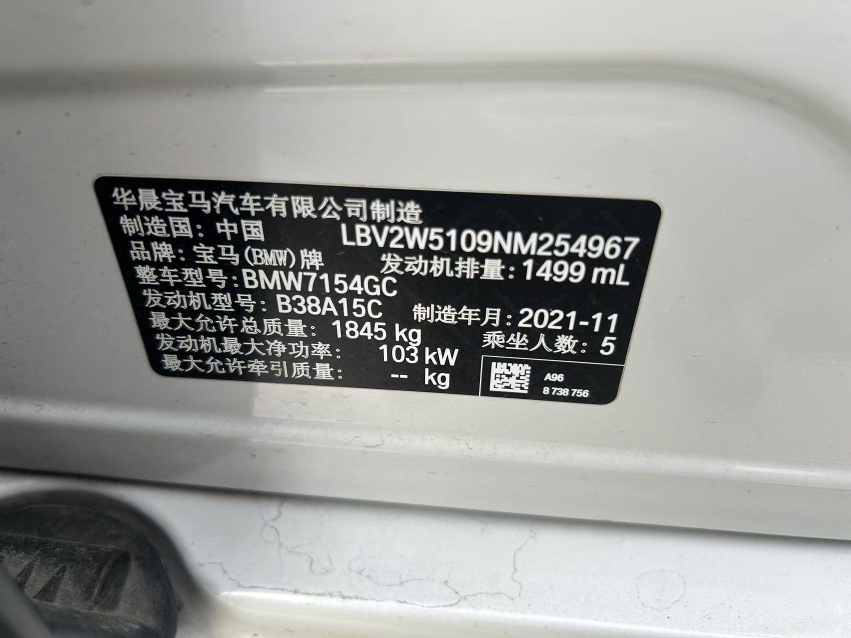 华晨宝马汽车有限公司制造
制造国: 中国 LBV2W5109NM254967
品牌: 宝马(BMW)牌 发动机排量: 1499 mL
整车型号: BMW7154GC
发动机型号: B38A15C 制造年月: 2021-11
最大允许总质量: 1845 kg 乘坐人数: 5
发动机最大净功率: 103 kW
最大允许牵引质量: -- kg
A96
8 738 756